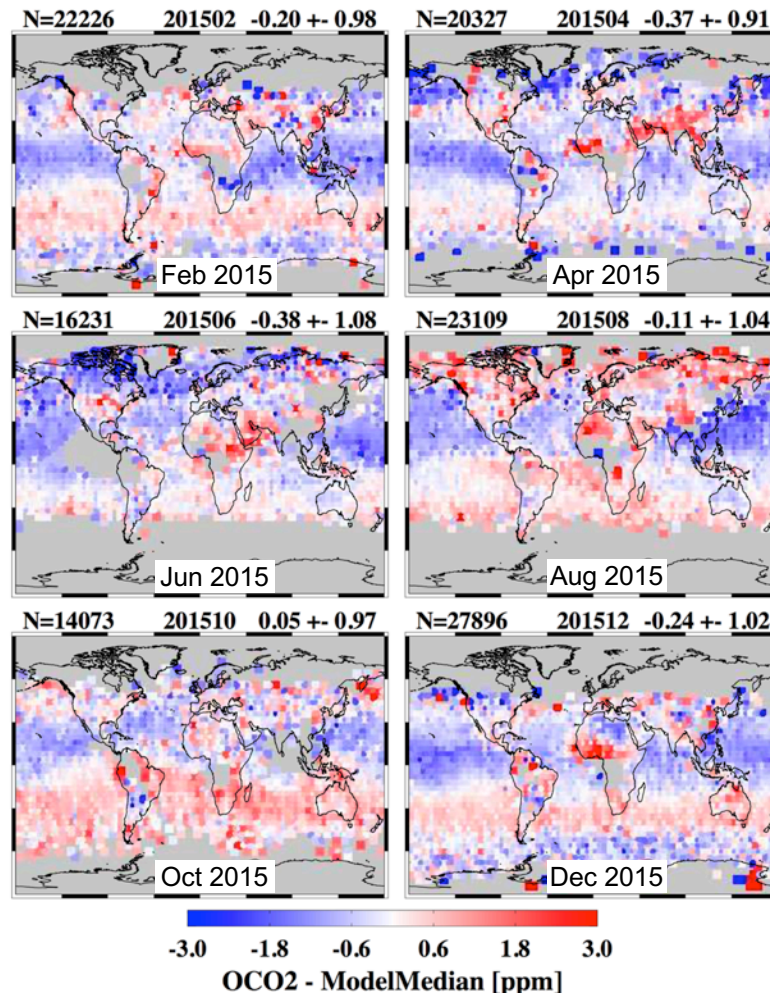 N=22226 201502 -0.20 +- 0.98
N=20327 201504 -0.37 +- 0.91
Feb 2015
Apr 2015
N=16231 201506 -0.38 +- 1.08
N=23109 201508 -0.11 +- 1.04
Jun 2015
Aug 2015
N=14073 201510 0.05 +- 0.97
N=27896 201512 -0.24 +- 1.02
Oct 2015
Dec 2015
-3.0 -1.8 -0.6 0.6 1.8 3.0
OCO2 - ModelMedian [ppm]